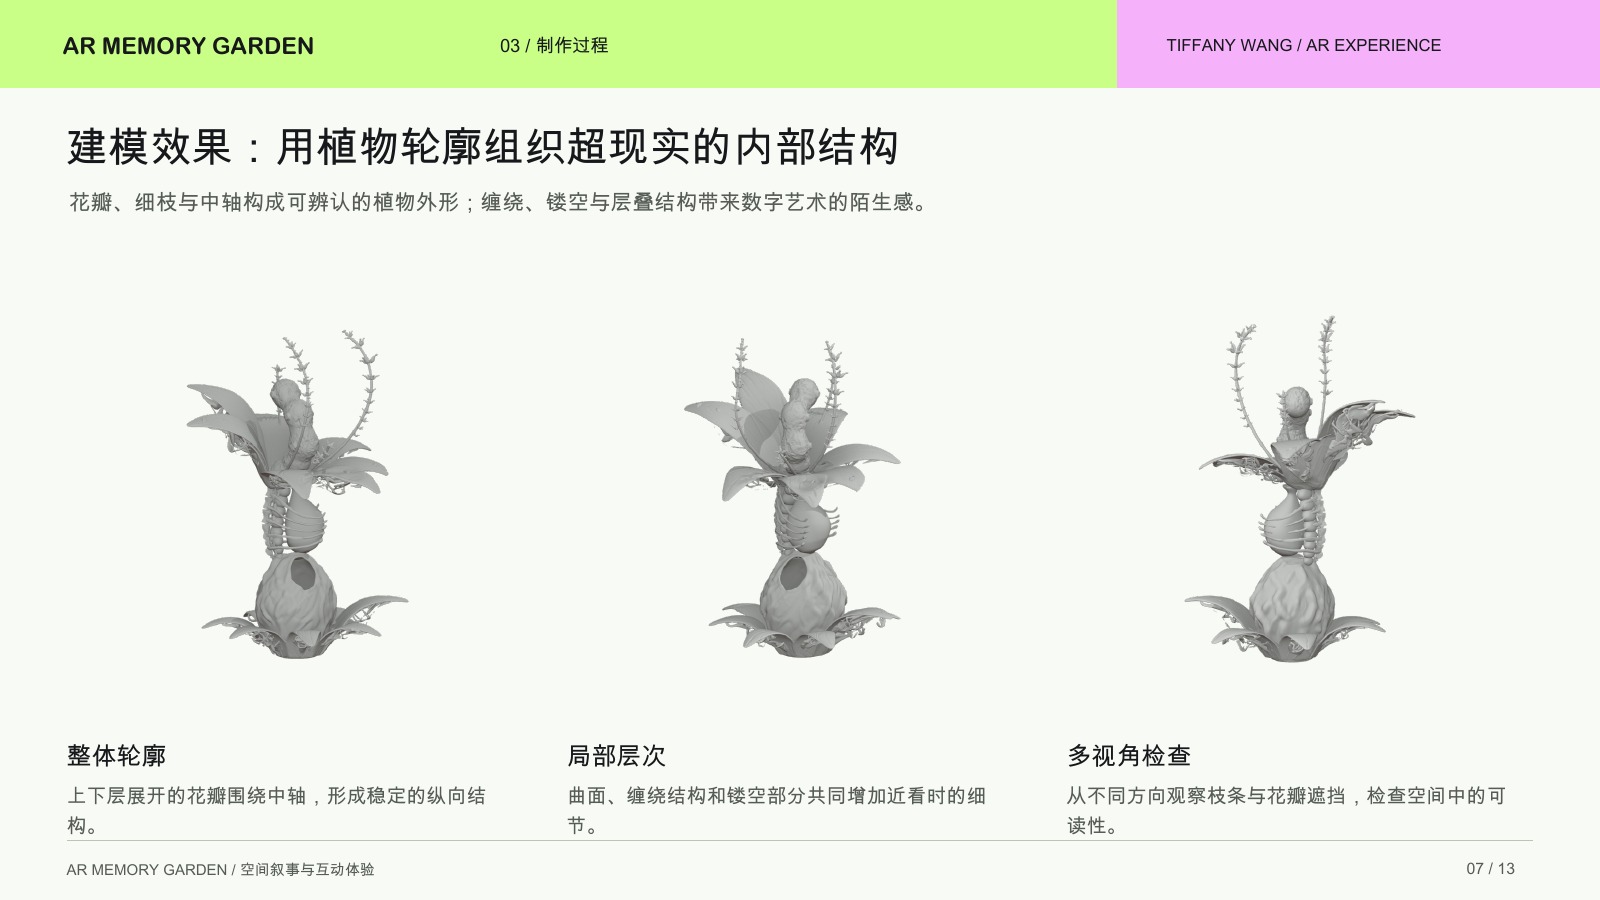 AR MEMORY GARDEN
03 / 制作过程
TIFFANY WANG / AR EXPERIENCE
建模效果：用植物轮廓组织超现实的内部结构
花瓣、细枝与中轴构成可辨认的植物外形；缠绕、镂空与层叠结构带来数字艺术的陌生感。
整体轮廓
上下层展开的花瓣围绕中轴，形成稳定的纵向结
构。
局部层次
曲面、缠绕结构和镂空部分共同增加近看时的细
节。
多视角检查
从不同方向观察枝条与花瓣遮挡，检查空间中的可
读性。
AR MEMORY GARDEN / 空间叙事与互动体验
07 / 13